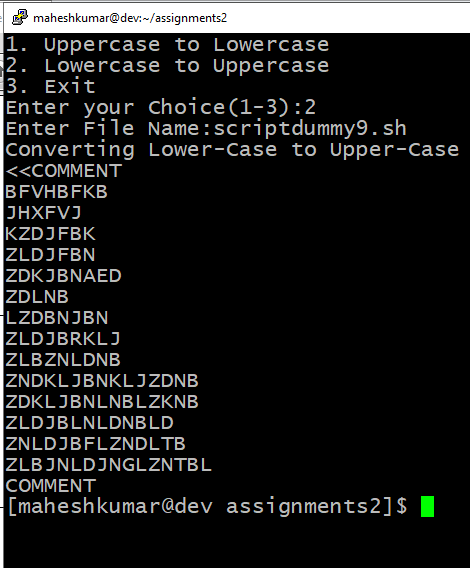 maheshkumar@dev:~/assignments2
1. Uppercase to Lowercase
2. Lowercase to Uppercase
3. Exit
Enter your Choice(1-3):2
Enter File Name:scriptdummy9.sh
Converting Lower-Case to Upper-Case
<<COMMENT
BFVHBFKB
JHXFVJ
KZDJFBK
ZLDJFBN
ZDKJBNAED
ZDLNB
LZDBNJBN
ZLDJBRKLJ
ZLBZNLDNB
ZNDKLJBNKLJZDNB
ZDKLJBNLNBLZKNB
ZLDJBLNLDNBLD
ZNLDJBFLZNDLTB
ZLBJNLDJNGLZNTBL
COMMENT
[maheshkumar@dev assignments2]$